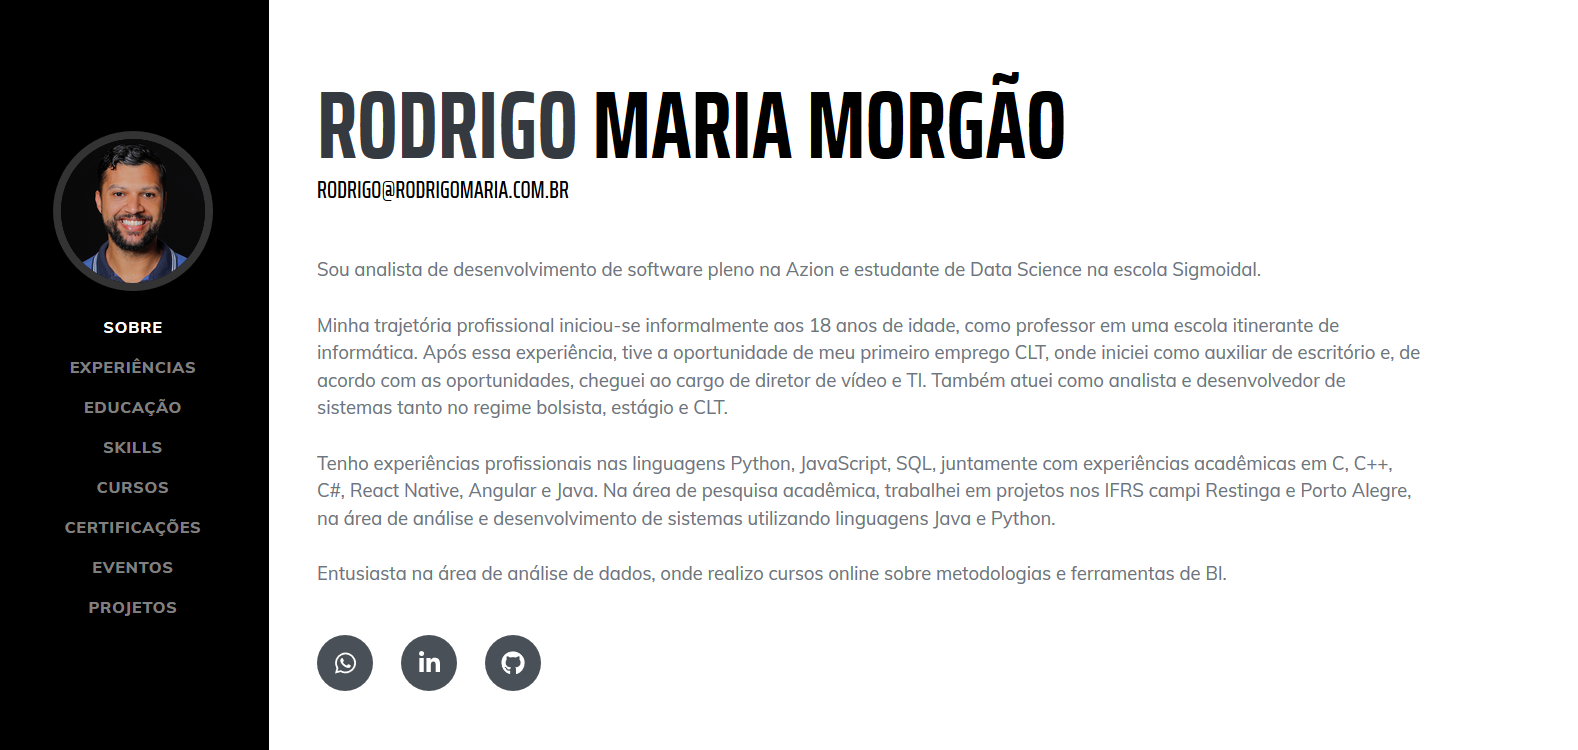 SOBRE
EXPERIÊNCIAS
EDUCAÇÃO
SKILLS
CURSOS
CERTIFICAÇÕES
EVENTOS
PROJETOS
RODRIGO MARIA MORGÃO
RODRIGO@RODRIGOMARIA.COM.BR
Sou analista de desenvolvimento de software pleno na Azion e estudante de Data Science na escola Sigmoidal.
Minha trajetória profissional iniciou-se informalmente aos 18 anos de idade, como professor em uma escola itinerante de
informática. Após essa experiência, tive a oportunidade de meu primeiro emprego CLT, onde iniciei como auxiliar de escritório e, de
acordo com as oportunidades, cheguei ao cargo de diretor de vídeo e TI. Também atuei como analista e desenvolvedor de
sistemas tanto no regime bolsista, estágio e CLT.
Tenho experiências profissionais nas linguagens Python, JavaScript, SQL, juntamente com experiências acadêmicas em C, C++,
C#, React Native, Angular e Java. Na área de pesquisa acadêmica, trabalhei em projetos nos IFRS campi Restinga e Porto Alegre,
na área de análise e desenvolvimento de sistemas utilizando linguagens Java e Python.
Entusiasta na área de análise de dados, onde realizo cursos online sobre metodologias e ferramentas de BI.
in